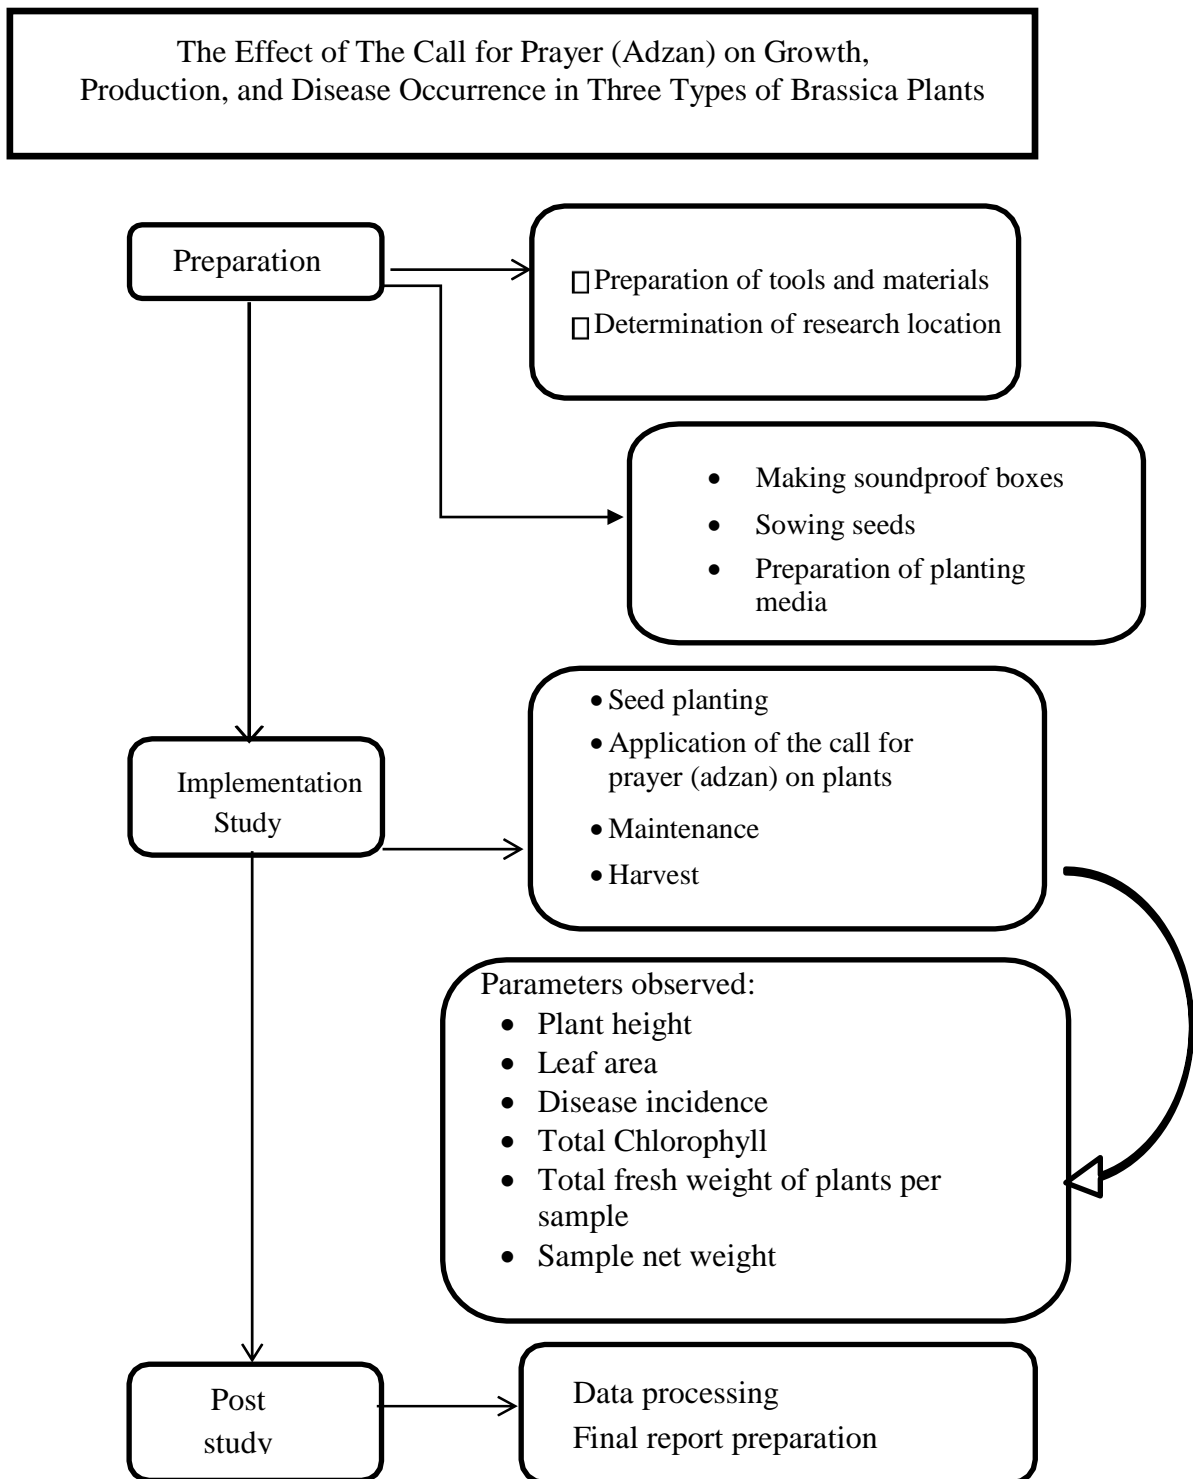 The Effect of The Call for Prayer (Adzan) on Growth,
Production, and Disease Occurrence in Three Types of Brassica Plants
Preparation
□ Preparation of tools and materials
□ Determination of research location
• Making soundproof boxes
• Sowing seeds
• Preparation of planting
media
• Seed planting
• Application of the call for
prayer (adzan) on plants
• Maintenance
• Harvest
Implementation
Study
Parameters observed:
• Plant height
• Leaf area
• Disease incidence
• Total Chlorophyll
• Total fresh weight of plants per
sample
• Sample net weight
Post
study
Data processing
Final report preparation